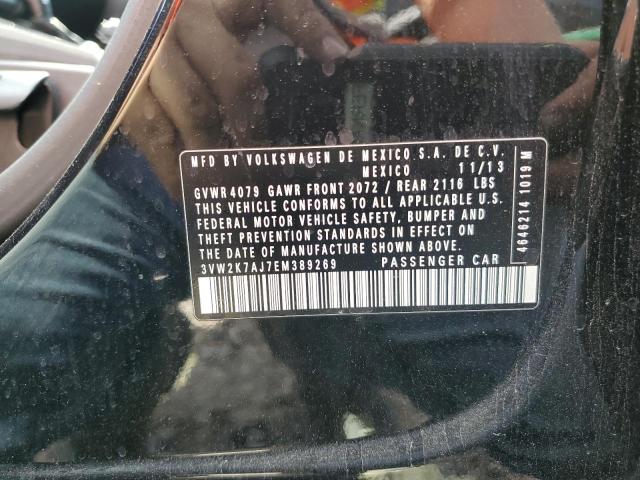 MFD BY VOLKSWAGEN DE MEXICO S.A. DE C.V.
MEXICO 11/13
GVWR 4079 GAWR FRONT 2072 / REAR 2116 LBS
THIS VEHICLE CONFORMS TO ALL APPLICABLE U.S.
FEDERAL MOTOR VEHICLE SAFETY, BUMPER AND
THEFT PREVENTION STANDARDS IN EFFECT ON
THE DATE OF MANUFACTURE SHOWN ABOVE.
3VW2K7AJ7EM389269 PASSENGER CAR
4646214 1019 M